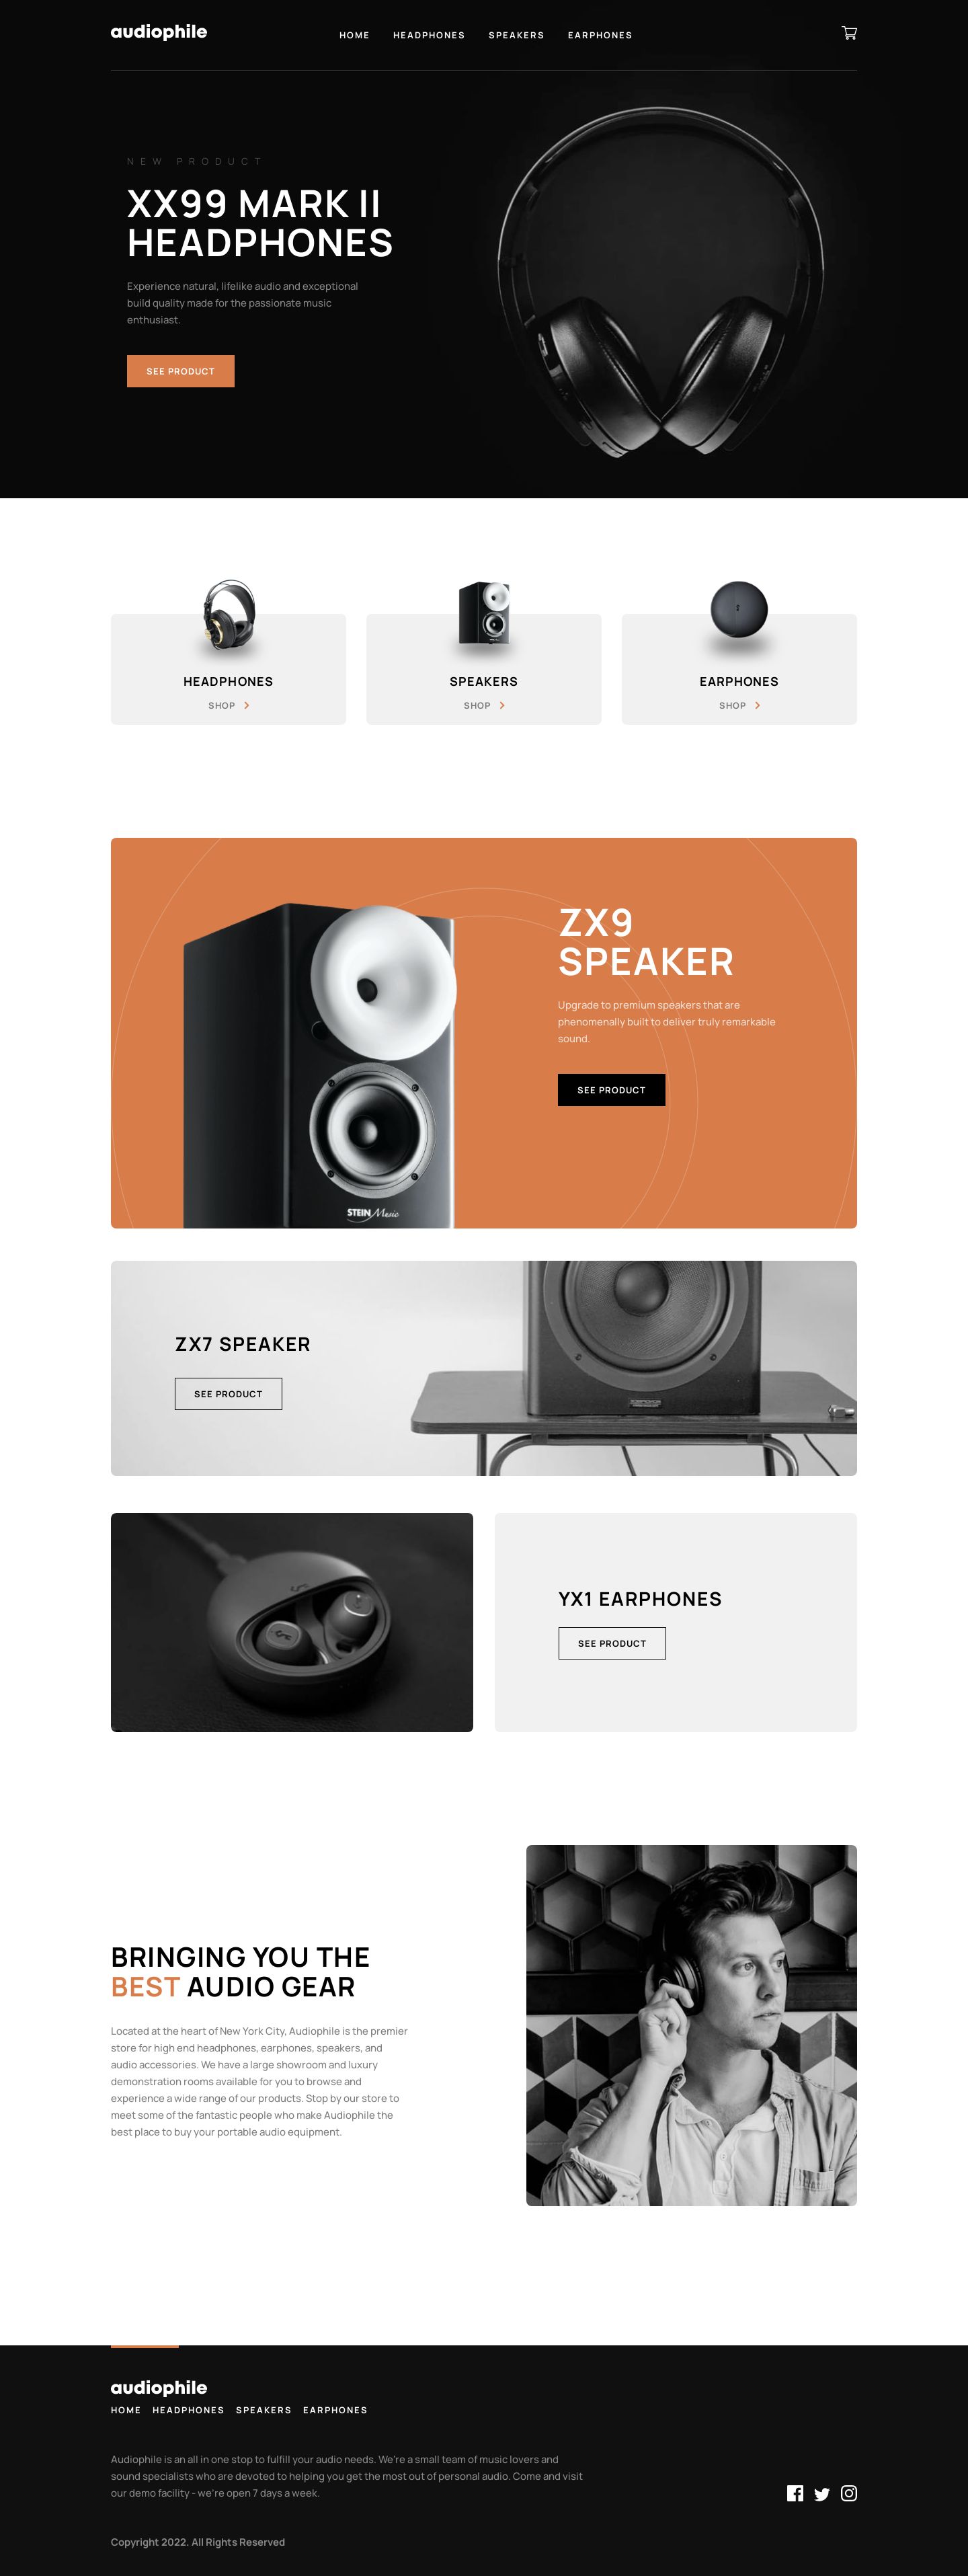 audiophile
HOME HEADPHONES SPEAKERS EARPHONES
NEW PRODUCT
XX99 MARK II
HEADPHONES
Experience natural, lifelike audio and exceptional
build quality made for the passionate music
enthusiast.
SEE PRODUCT
HEADPHONES
SHOP
SPEAKERS
SHOP
EARPHONES
SHOP
ZX9
SPEAKER
Upgrade to premium speakers that are
phenomenally built to deliver truly remarkable
sound.
SEE PRODUCT
STEIN Music
ZX7 SPEAKER
SEE PRODUCT
YX1 EARPHONES
SEE PRODUCT
BRINGING YOU THE
BEST AUDIO GEAR
Located at the heart of New York City, Audiophile is the premier
store for high end headphones, earphones, speakers, and
audio accessories. We have a large showroom and luxury
demonstration rooms available for you to browse and
experience a wide range of our products. Stop by our store to
meet some of the fantastic people who make Audiophile the
best place to buy your portable audio equipment.
audiophile
HOME HEADPHONES SPEAKERS EARPHONES
Audiophile is an all in one stop to fulfill your audio needs. We're a small team of music lovers and
sound specialists who are devoted to helping you get the most out of personal audio. Come and visit
our demo facility - we're open 7 days a week.
Copyright 2022. All Rights Reserved